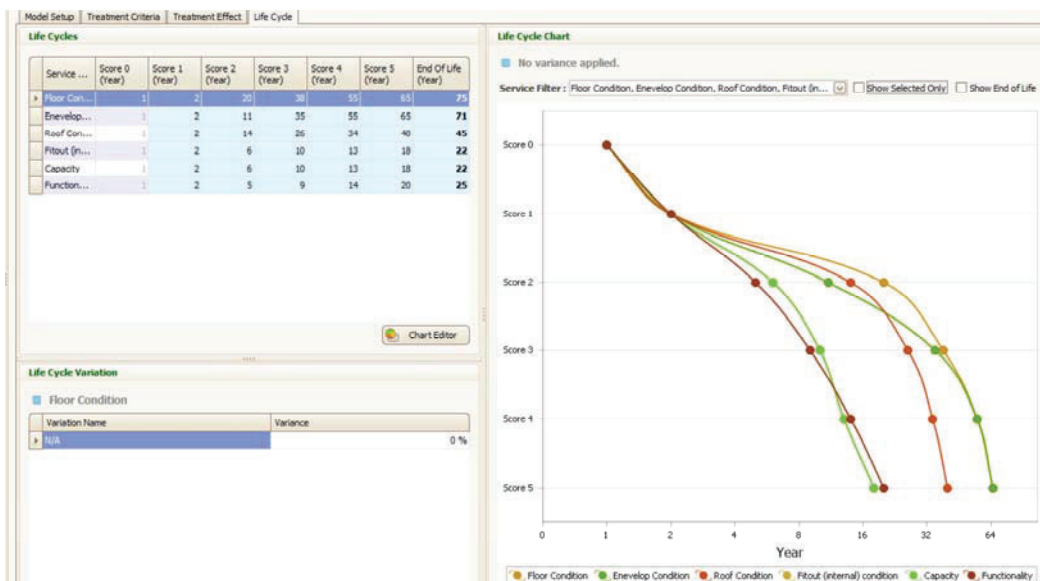 Model Setup Treatment Criteria Treatment Effect Life Cycle
Life Cycles
Service ... Score 0 (Year) Score 1 (Year) Score 2 (Year) Score 3 (Year) Score 4 (Year) Score 5 (Year) End Of Life (Year)
Floor Con... 1 2 20 38 55 65 75
Enevelop... 1 2 11 35 55 65 71
Roof Con... 1 2 14 26 34 40 45
Fitout (in... 1 2 6 10 13 18 22
Capacity 1 2 6 10 13 18 22
Function... 1 2 5 9 14 20 25
Chart Editor
Life Cycle Variation
Floor Condition
Variation Name Variance
N/A 0 %
Life Cycle Chart
No variance applied.
Service Filter : Floor Condition, Enevelop Condition, Roof Condition, Fitout (in... Show Selected Only Show End of Life
Score 0
Score 1
Score 2
Score 3
Score 4
Score 5
0 1 2 4 8 16 32 64
Year
Floor Condition Enevelop Condition Roof Condition Fitout (internal) condition Capacity Functionality